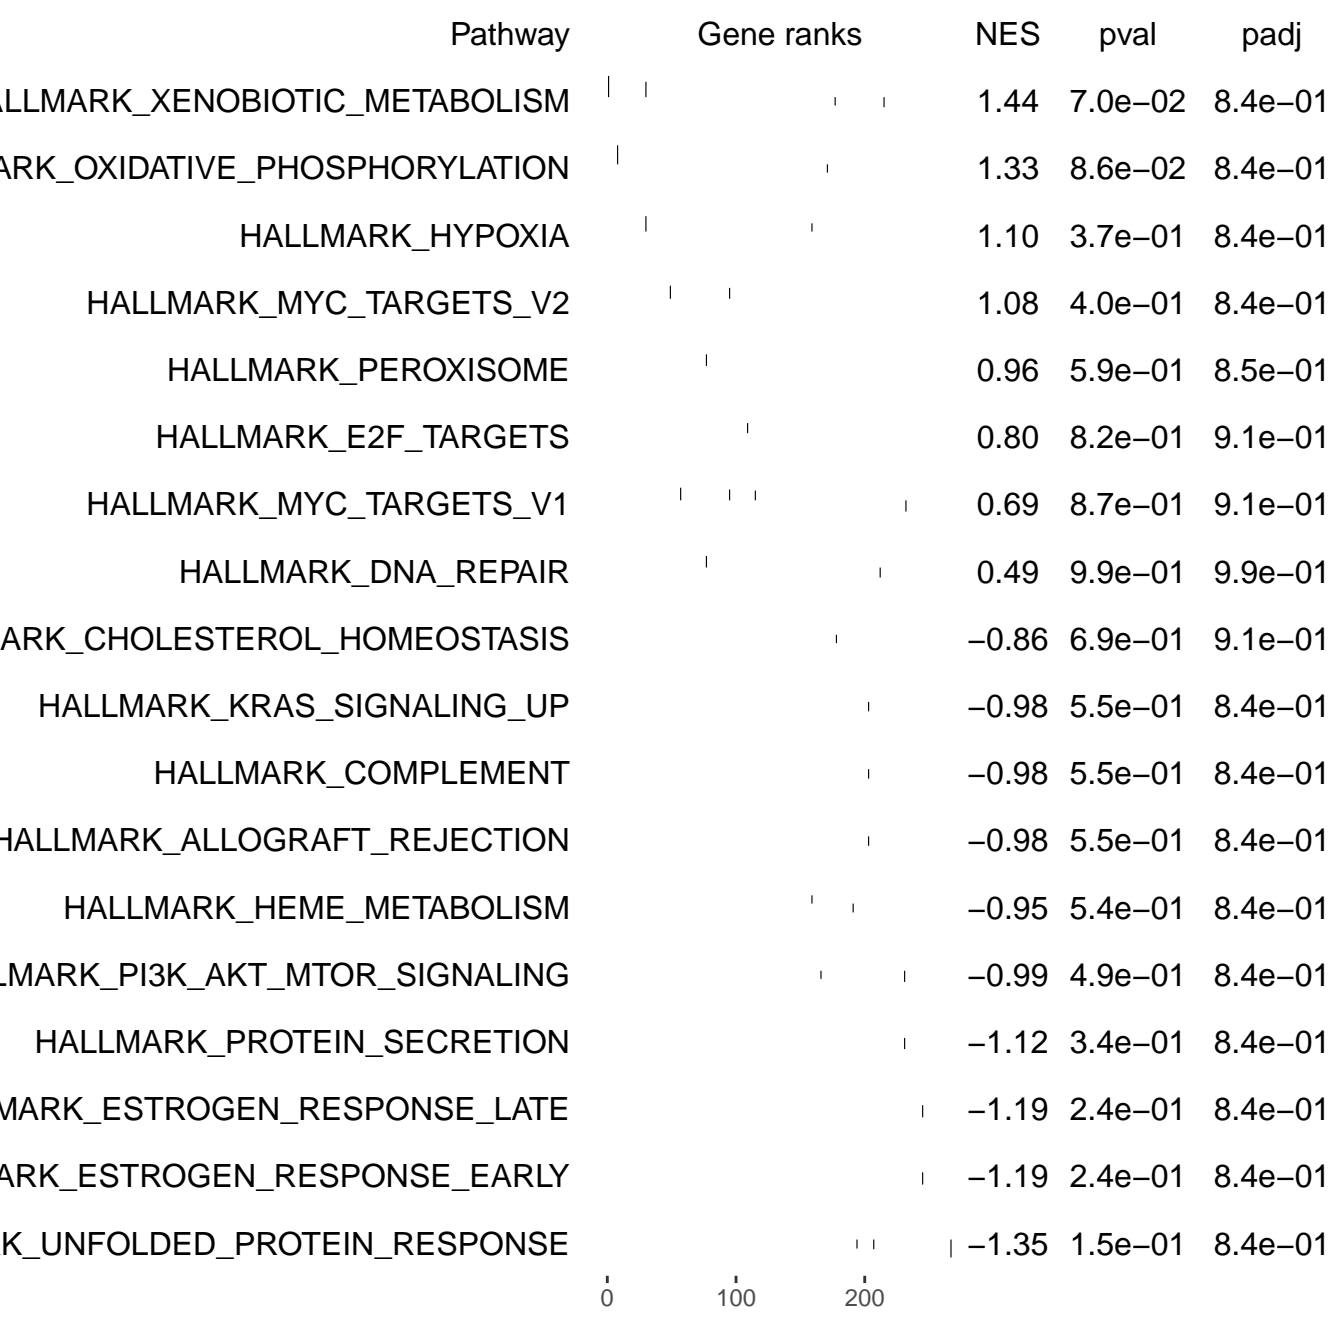 Pathway Gene ranks NES pval padj
ALLMARK_XENOBIOTIC_METABOLISM 1.44 7.0e−02 8.4e−01
ARK_OXIDATIVE_PHOSPHORYLATION 1.33 8.6e−02 8.4e−01
HALLMARK_HYPOXIA 1.10 3.7e−01 8.4e−01
HALLMARK_MYC_TARGETS_V2 1.08 4.0e−01 8.4e−01
HALLMARK_PEROXISOME 0.96 5.9e−01 8.5e−01
HALLMARK_E2F_TARGETS 0.80 8.2e−01 9.1e−01
HALLMARK_MYC_TARGETS_V1 0.69 8.7e−01 9.1e−01
HALLMARK_DNA_REPAIR 0.49 9.9e−01 9.9e−01
ARK_CHOLESTEROL_HOMEOSTASIS −0.86 6.9e−01 9.1e−01
HALLMARK_KRAS_SIGNALING_UP −0.98 5.5e−01 8.4e−01
HALLMARK_COMPLEMENT −0.98 5.5e−01 8.4e−01
HALLMARK_ALLOGRAFT_REJECTION −0.98 5.5e−01 8.4e−01
HALLMARK_HEME_METABOLISM −0.95 5.4e−01 8.4e−01
LMARK_PI3K_AKT_MTOR_SIGNALING −0.99 4.9e−01 8.4e−01
HALLMARK_PROTEIN_SECRETION −1.12 3.4e−01 8.4e−01
MARK_ESTROGEN_RESPONSE_LATE −1.19 2.4e−01 8.4e−01
ARK_ESTROGEN_RESPONSE_EARLY −1.19 2.4e−01 8.4e−01
K_UNFOLDED_PROTEIN_RESPONSE −1.35 1.5e−01 8.4e−01
0 100 200